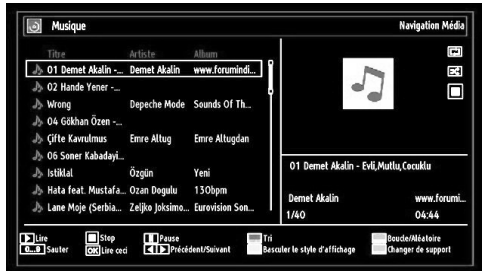 Musique
Navigation Média
Titre Artiste Album
01 Demet Akalin -... Demet Akalin www.forumindi...
02 Hande Yener -...
Wrong Depeche Mode Sounds Of Th...
04 Gökhan Özen -...
Çifte Kavrulmus Emre Altug Emre Altugdan
06 Soner Kabadayi...
Istiklal Özgün Yeni
Hata feat. Mustafa... Ozan Dogulu 130bpm
Lane Moje (Serbia... Zeljko Joksimo... Eurovision Son...
01 Demet Akalin - Evli,Mutlu,Cocuklu
Demet Akalin www.forumi...
1/40 04:44
Lire Stop Pause Tri Boucle/Aléatoire
0...9 Sauter OK Lire ceci Précédent/Suivant Basculer le style d'affichage Changer de support